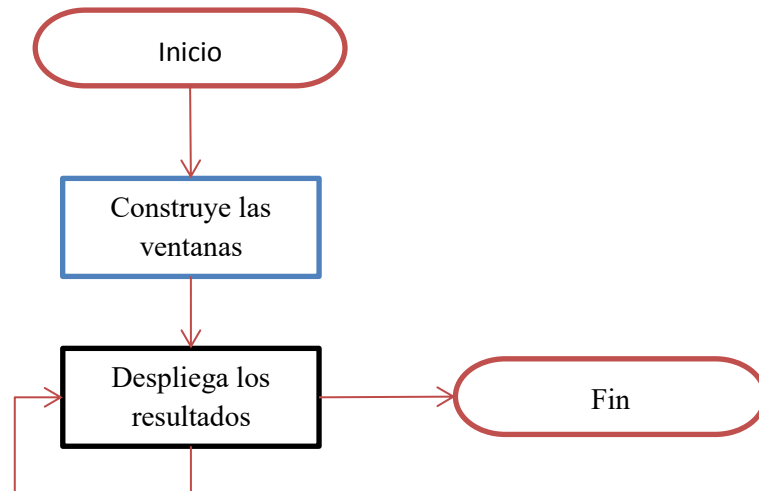 Inicio
Construye las
ventanas
Despliega los
resultados
Fin